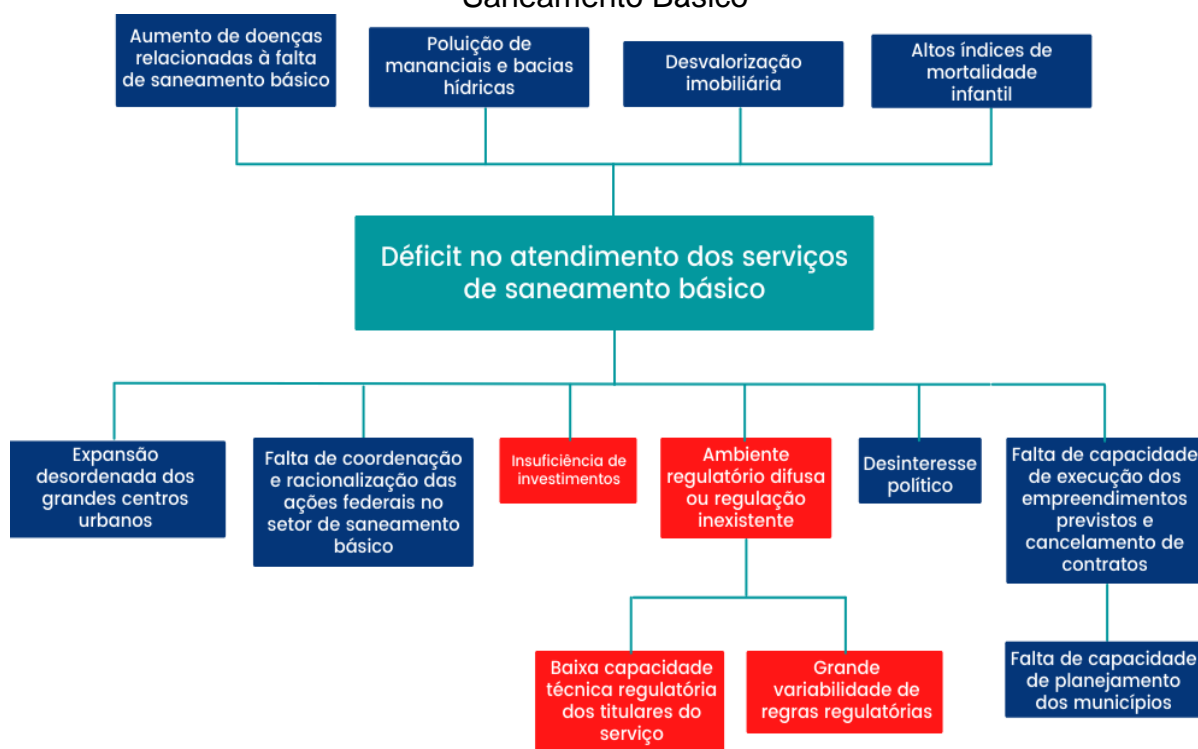 Saneamento Básico
Aumento de doenças
relacionadas à falta
de saneamento básico
Poluição de
mananciais e bacias
hídricas
Desvalorização
imobiliária
Altos índices de
mortalidade
infantil
Déficit no atendimento dos serviços
de saneamento básico
Expansão
desordenada dos
grandes centros
urbanos
Falta de coordenação
e racionalização das
ações federais no
setor de saneamento
básico
Insuficiência de
investimentos
Ambiente
regulatório difusa
ou regulação
inexistente
Desinteresse
político
Falta de capacidade
de execução dos
empreendimentos
previstos e
cancelamento de
contratos
Baixa capacidade
técnica regulatória
dos titulares do
serviço
Grande
variabilidade de
regras regulatórias
Falta de capacidade
de planejamento
dos municípios